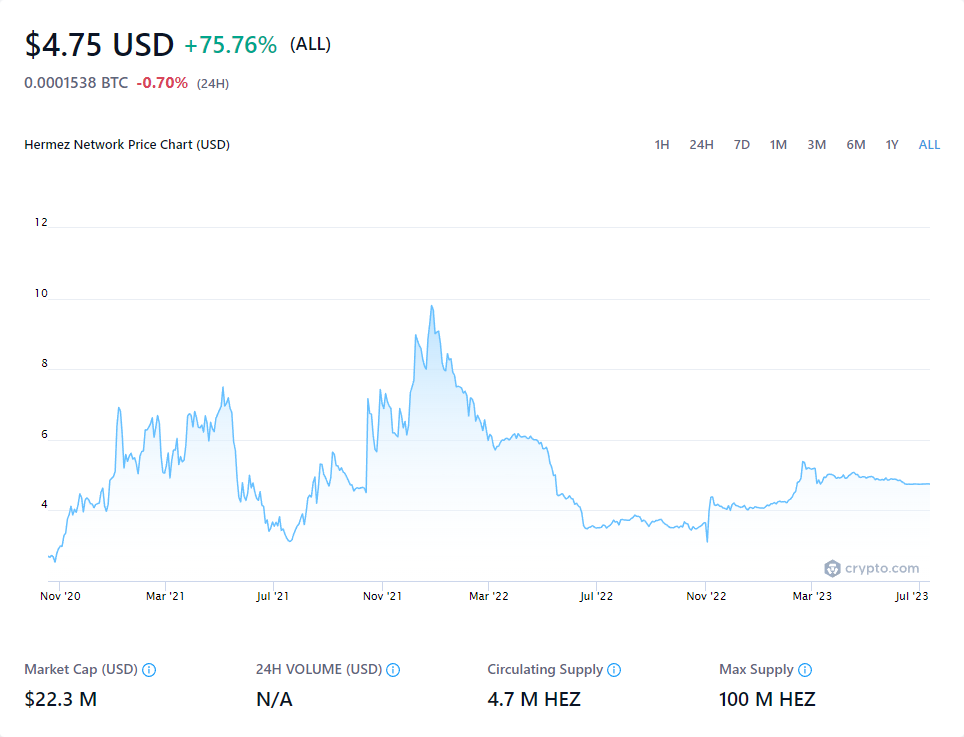 $4.75 USD +75.76% (ALL)
0.0001538 BTC -0.70% (24H)
Hermez Network Price Chart (USD) 1H 24H 7D 1M 3M 6M 1Y ALL
12
10
8
6
4
crypto.com
Nov '20 Mar '21 Jul '21 Nov '21 Mar '22 Jul '22 Nov '22 Mar '23 Jul '23
Market Cap (USD) 24H VOLUME (USD) Circulating Supply Max Supply
$22.3 M N/A 4.7 M HEZ 100 M HEZ